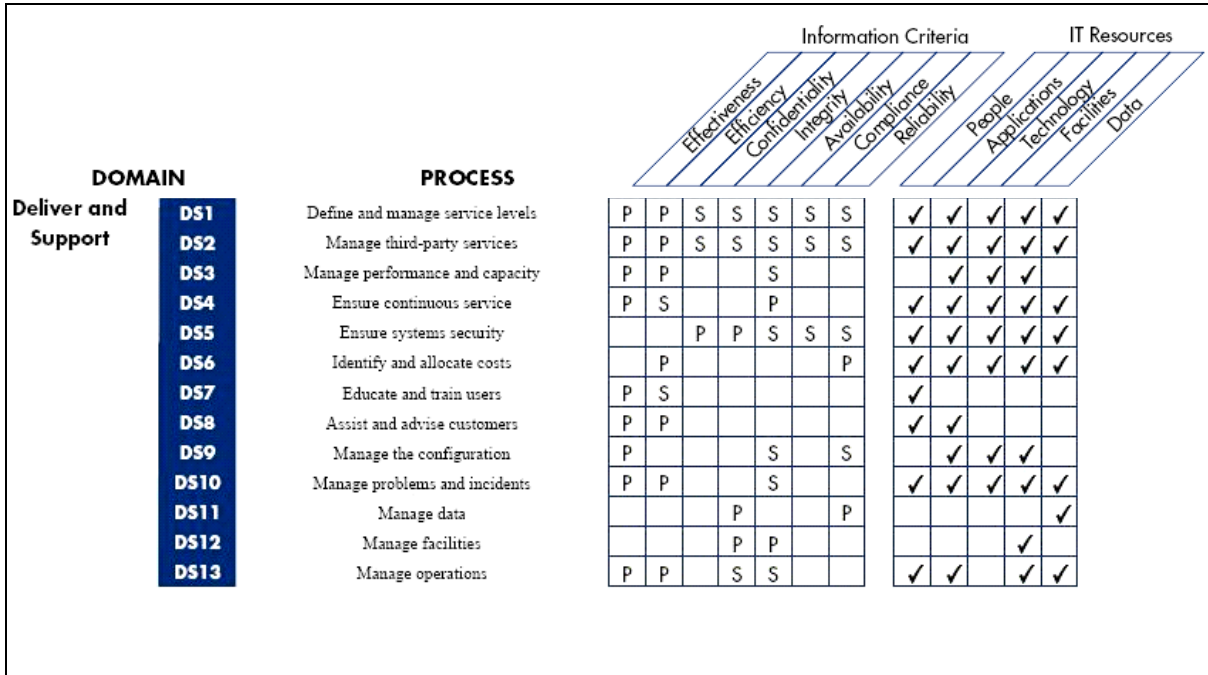 Information Criteria IT Resources
Effectiveness
Efficiency
Confidentiality
Integrity
Availability
Compliance
Reliability
People
Applications
Technology
Facilities
Data
DOMAIN PROCESS
Deliver and Support
DS1 Define and manage service levels P P S S S S S ✓ ✓ ✓ ✓ ✓
DS2 Manage third-party services P P S S S S S ✓ ✓ ✓ ✓ ✓
DS3 Manage performance and capacity P P S ✓ ✓ ✓
DS4 Ensure continuous service P S P ✓ ✓ ✓ ✓ ✓
DS5 Ensure systems security P P S S S ✓ ✓ ✓ ✓ ✓
DS6 Identify and allocate costs P P ✓ ✓ ✓ ✓ ✓
DS7 Educate and train users P S ✓
DS8 Assist and advise customers P P ✓ ✓
DS9 Manage the configuration P S S ✓ ✓ ✓
DS10 Manage problems and incidents P P S ✓ ✓ ✓ ✓ ✓
DS11 Manage data P P ✓
DS12 Manage facilities P P ✓
DS13 Manage operations P P S S ✓ ✓ ✓ ✓